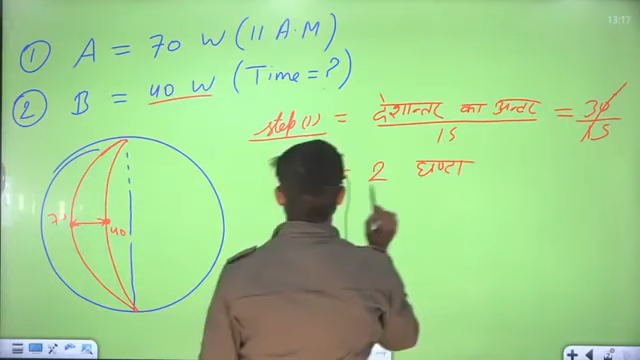 ① A = 70 W (11 A.M)
② B = 40 W (Time = ?)
step (1) = देशान्तर का अन्तर / 15 = 30/15
= 2 घण्टा
70
40
13:17